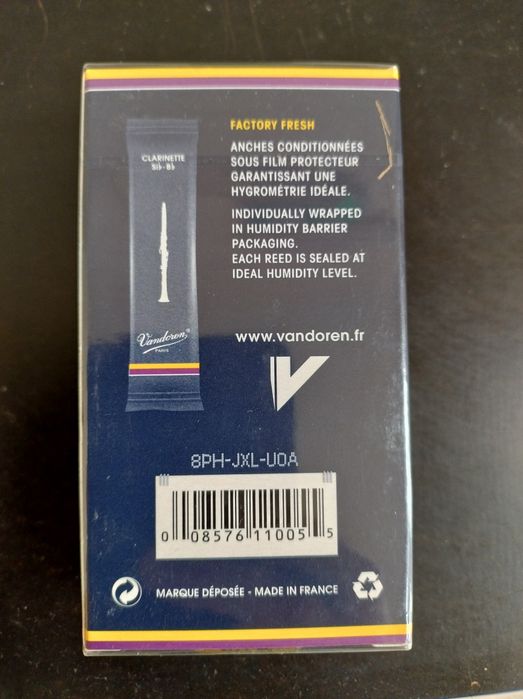 FACTORY FRESH
ANCHES CONDITIONNÉES
SOUS FILM PROTECTEUR
GARANTISSANT UNE
HYGROMÉTRIE IDÉALE.
INDIVIDUALLY WRAPPED
IN HUMIDITY BARRIER
PACKAGING.
EACH REED IS SEALED AT
IDEAL HUMIDITY LEVEL.
CLARINETTE
Si♭-B♭
Vandoren
PARIS
www.vandoren.fr
8PH-JXL-U0A
0 08576 11005 5
MARQUE DÉPOSÉE - MADE IN FRANCE